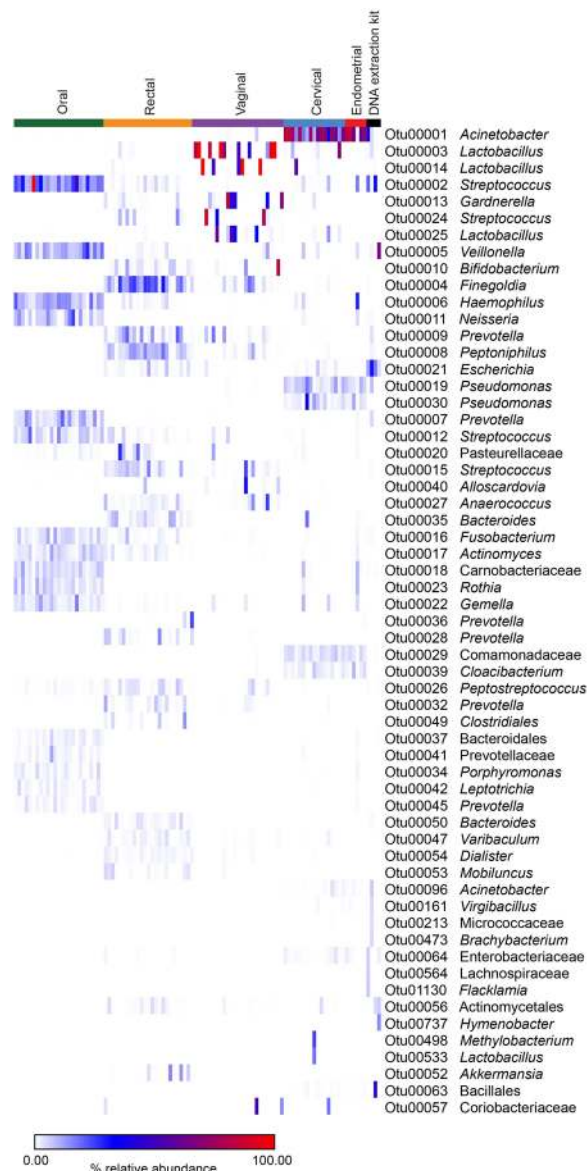 Oral
Rectal
Vaginal
Cervical
Endometrial
DNA extraction kit
Otu00001 Acinetobacter
Otu00003 Lactobacillus
Otu00014 Lactobacillus
Otu00002 Streptococcus
Otu00013 Gardnerella
Otu00024 Streptococcus
Otu00025 Lactobacillus
Otu00005 Veillonella
Otu00010 Bifidobacterium
Otu00004 Finegoldia
Otu00006 Haemophilus
Otu00011 Neisseria
Otu00009 Prevotella
Otu00008 Peptoniphilus
Otu00021 Escherichia
Otu00019 Pseudomonas
Otu00030 Pseudomonas
Otu00007 Prevotella
Otu00012 Streptococcus
Otu00020 Pasteurellaceae
Otu00015 Streptococcus
Otu00040 Alloscardovia
Otu00027 Anaerococcus
Otu00035 Bacteroides
Otu00016 Fusobacterium
Otu00017 Actinomyces
Otu00018 Carnobacteriaceae
Otu00023 Rothia
Otu00022 Gemella
Otu00036 Prevotella
Otu00028 Prevotella
Otu00029 Comamonadaceae
Otu00039 Cloacibacterium
Otu00026 Peptostreptococcus
Otu00032 Prevotella
Otu00049 Clostridiales
Otu00037 Bacteroidales
Otu00041 Prevotellaceae
Otu00034 Porphyromonas
Otu00042 Leptotrichia
Otu00045 Prevotella
Otu00050 Bacteroides
Otu00047 Varibaculum
Otu00054 Dialister
Otu00053 Mobiluncus
Otu00096 Acinetobacter
Otu00161 Virgibacillus
Otu00213 Micrococcaceae
Otu00473 Brachybacterium
Otu00064 Enterobacteriaceae
Otu00564 Lachnospiraceae
Otu01130 Flacklamia
Otu00056 Actinomycetales
Otu00737 Hymenobacter
Otu00498 Methylobacterium
Otu00533 Lactobacillus
Otu00052 Akkermansia
Otu00063 Bacillales
Otu00057 Coriobacteriaceae
0.00 100.00
% relative abundance